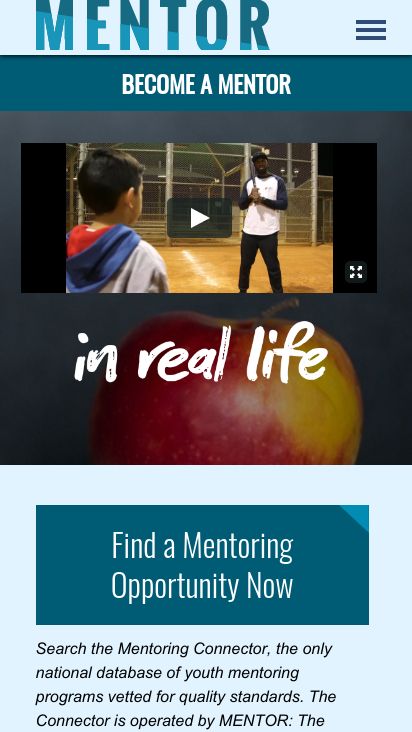 MENTOR
BECOME A MENTOR
in real life
Find a Mentoring
Opportunity Now
Search the Mentoring Connector, the only
national database of youth mentoring
programs vetted for quality standards. The
Connector is operated by MENTOR: The